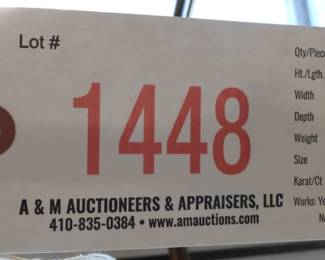 Lot #
1448
A & M AUCTIONEERS & APPRAISERS, LLC
410-835-0384 • www.amauctions.com
Qty/Piece
Ht./Lgth.
Width
Depth
Weight
Size
Karat/Ct
Works: Ye